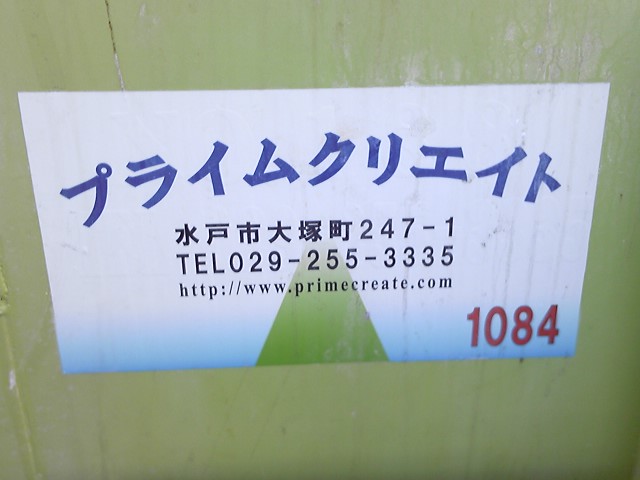 プライムクリエイト
水戸市大塚町247-1
TEL029-255-3335
http://www.primecreate.com
1084